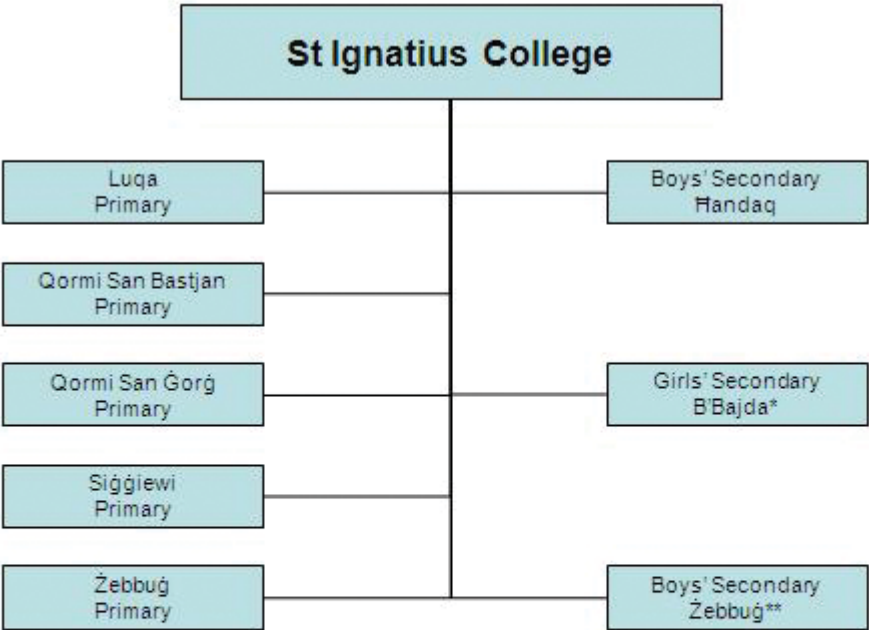 St Ignatius College
Luqa
Primary
Boys' Secondary
Ħandaq
Qormi San Bastjan
Primary
Qormi San Ġorġ
Primary
Girls' Secondary
B'Bajda*
Siġġiewi
Primary
Żebbuġ
Primary
Boys' Secondary
Żebbuġ**